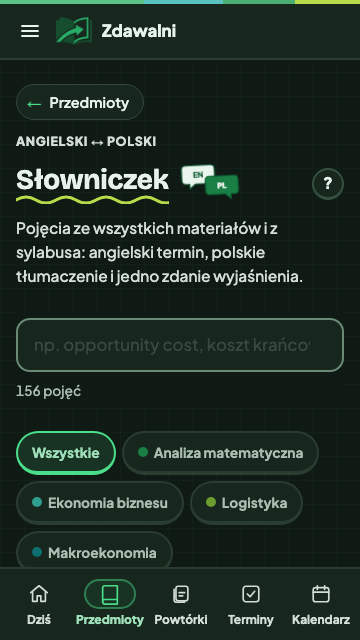 Zdawalni
← Przedmioty
ANGIELSKI ↔ POLSKI
Słowniczek
EN
PL
?
Pojęcia ze wszystkich materiałów i z
sylabusa: angielski termin, polskie
tłumaczenie i jedno zdanie wyjaśnienia.
np. opportunity cost, koszt krańco
156 pojęć
Wszystkie
Analiza matematyczna
Ekonomia biznesu
Logistyka
Makroekonomia
Dziś
Przedmioty
Powtórki
Terminy
Kalendarz